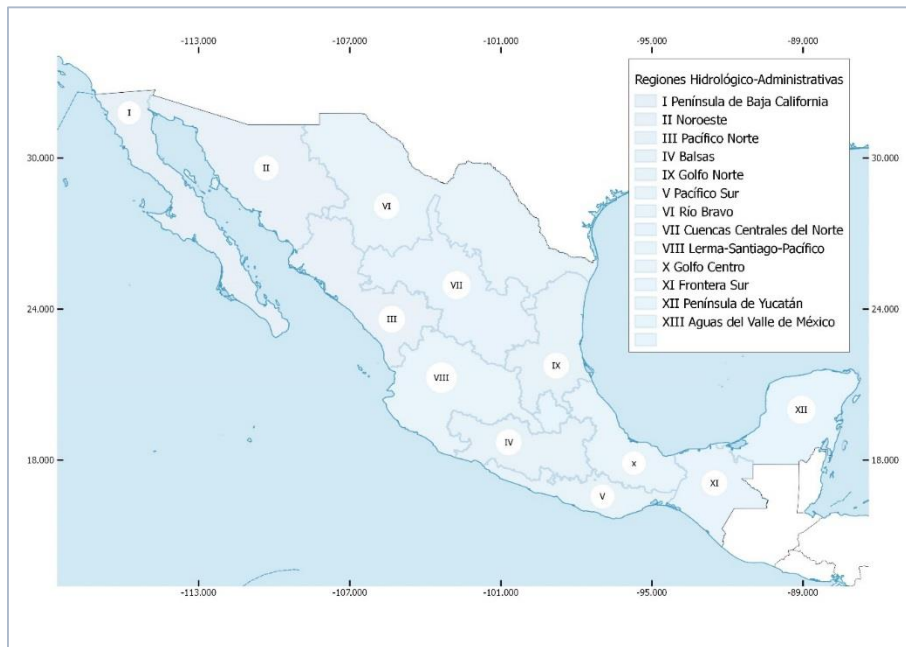 -113.000 -107.000 -101.000 -95.000 -89.000
Regiones Hidrológico-Administrativas
I Península de Baja California
II Noroeste
III Pacífico Norte
IV Balsas
IX Golfo Norte
V Pacífico Sur
VI Río Bravo
VII Cuencas Centrales del Norte
VIII Lerma-Santiago-Pacífico
X Golfo Centro
XI Frontera Sur
XII Península de Yucatán
XIII Aguas del Valle de México
I
30.000 30.000
II
VI
VII
24.000 24.000
III
IX
VIII
XII
IV
18.000 18.000
X
XI
V
-113.000 -107.000 -101.000 -95.000 -89.000